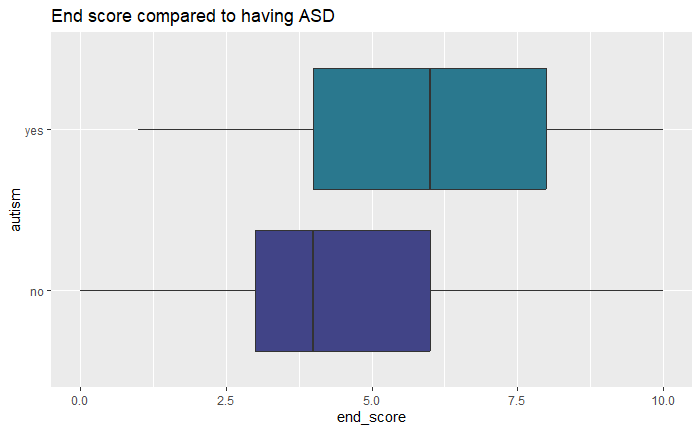 End score compared to having ASD
yes
autism
no
0.0 2.5 5.0 7.5 10.0
end_score